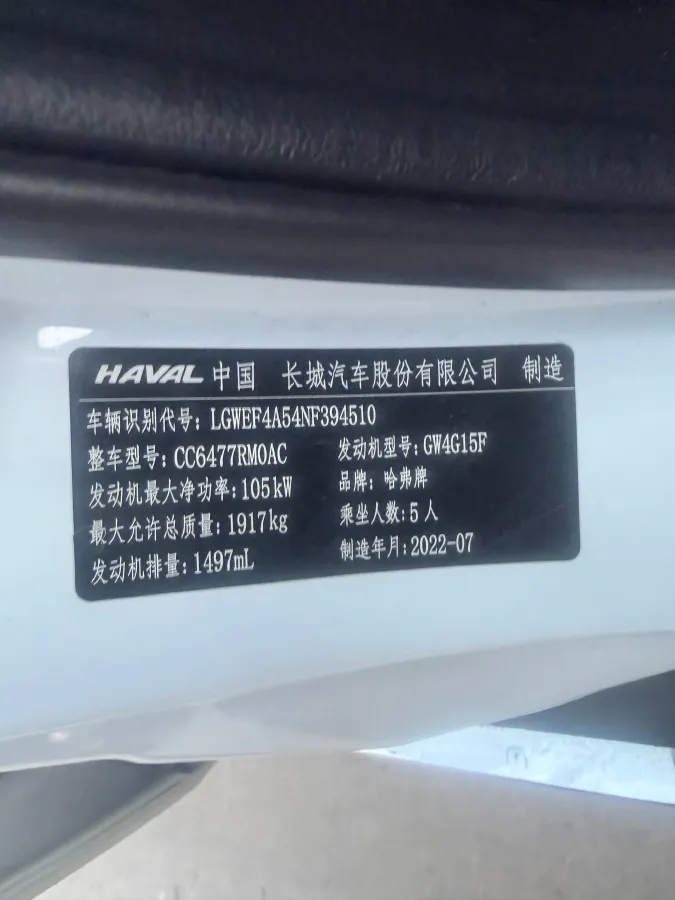 HAVAL 中国 长城汽车股份有限公司 制造
车辆识别代号: LGWEF4A54NF394510
整车型号: CC6477RM0AC 发动机型号: GW4G15F
发动机最大净功率: 105kW 品牌: 哈弗牌
最大允许总质量: 1917kg 乘坐人数: 5人
发动机排量: 1497mL 制造年月: 2022-07